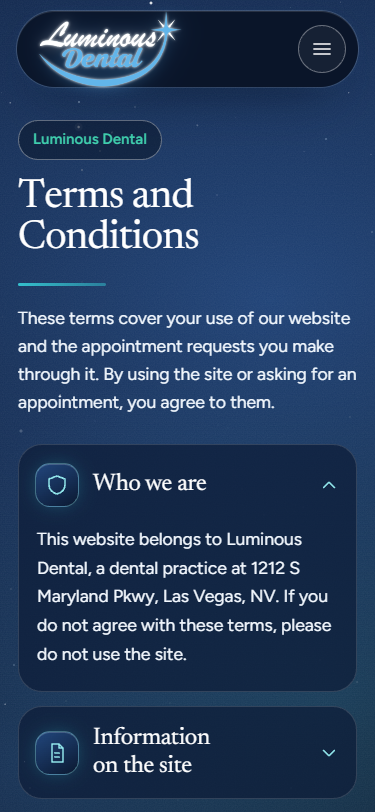 Luminous
Dental
Luminous Dental
Terms and
Conditions
These terms cover your use of our website
and the appointment requests you make
through it. By using the site or asking for an
appointment, you agree to them.
Who we are
This website belongs to Luminous
Dental, a dental practice at 1212 S
Maryland Pkwy, Las Vegas, NV. If you
do not agree with these terms, please
do not use the site.
Information
on the site